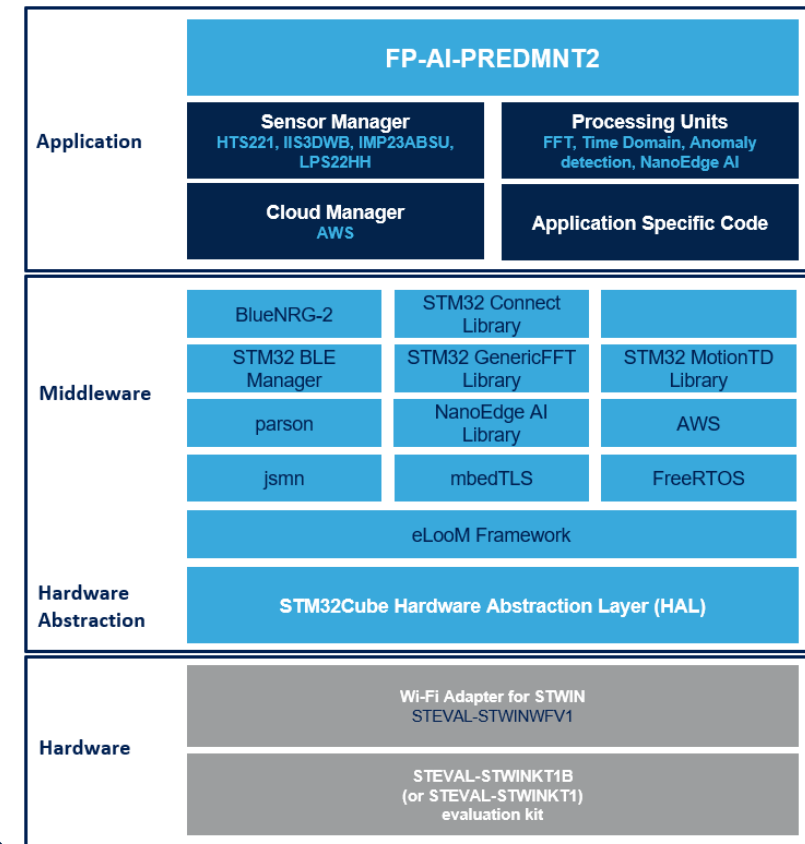 FP-AI-PREDMNT2
Application
Sensor Manager
HTS221, IIS3DWB, IMP23ABSU,
LPS22HH
Processing Units
FFT, Time Domain, Anomaly
detection, NanoEdge AI
Cloud Manager
AWS
Application Specific Code
Middleware
BlueNRG-2
STM32 Connect
Library
STM32 BLE
Manager
STM32 GenericFFT
Library
STM32 MotionTD
Library
parson
NanoEdge AI
Library
AWS
jsmn
mbedTLS
FreeRTOS
eLooM Framework
Hardware
Abstraction
STM32Cube Hardware Abstraction Layer (HAL)
Hardware
Wi-Fi Adapter for STWIN
STEVAL-STWINWFV1
STEVAL-STWINKT1B
(or STEVAL-STWINKT1)
evaluation kit